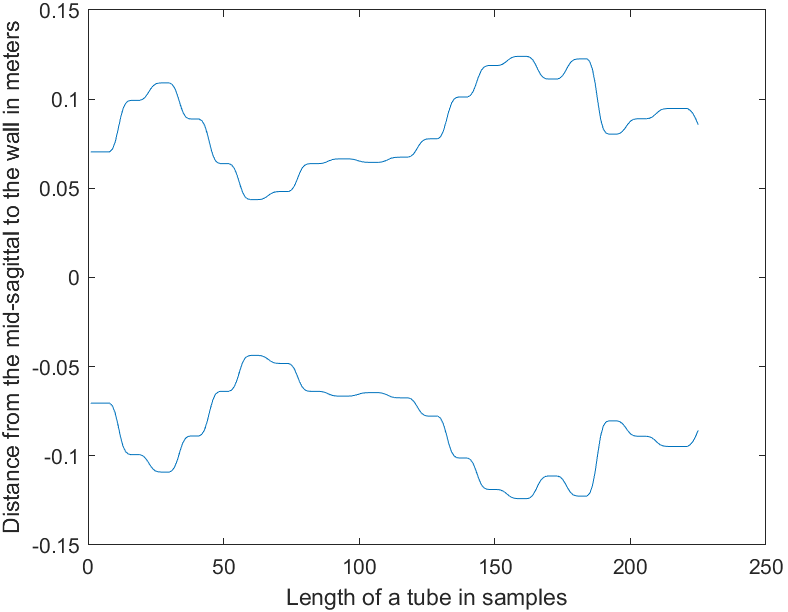 Distance from the mid-sagittal to the wall in meters
0.15
0.1
0.05
0
-0.05
-0.1
-0.15
0 50 100 150 200 250
Length of a tube in samples